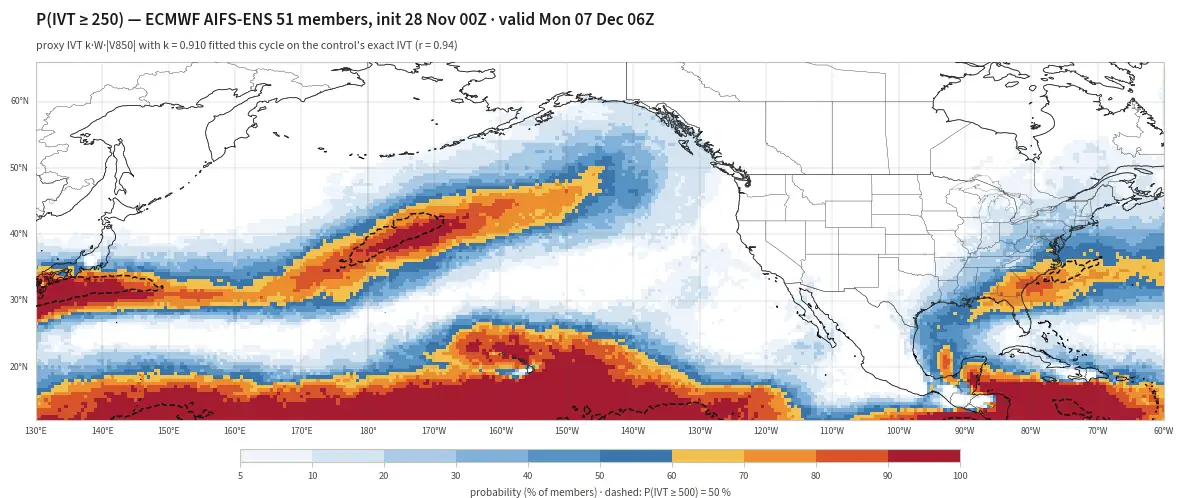 P(IVT ≥ 250) — ECMWF AIFS-ENS 51 members, init 28 Nov 00Z · valid Mon 07 Dec 06Z
proxy IVT k·W·|V850| with k = 0.910 fitted this cycle on the control's exact IVT (r = 0.94)
60°N
50°N
40°N
30°N
20°N
130°E 140°E 150°E 160°E 170°E 180° 170°W 160°W 150°W 140°W 130°W 120°W 110°W 100°W 90°W 80°W 70°W 60°W
5 10 20 30 40 50 60 70 80 90 100
probability (% of members) · dashed: P(IVT ≥ 500) = 50 %